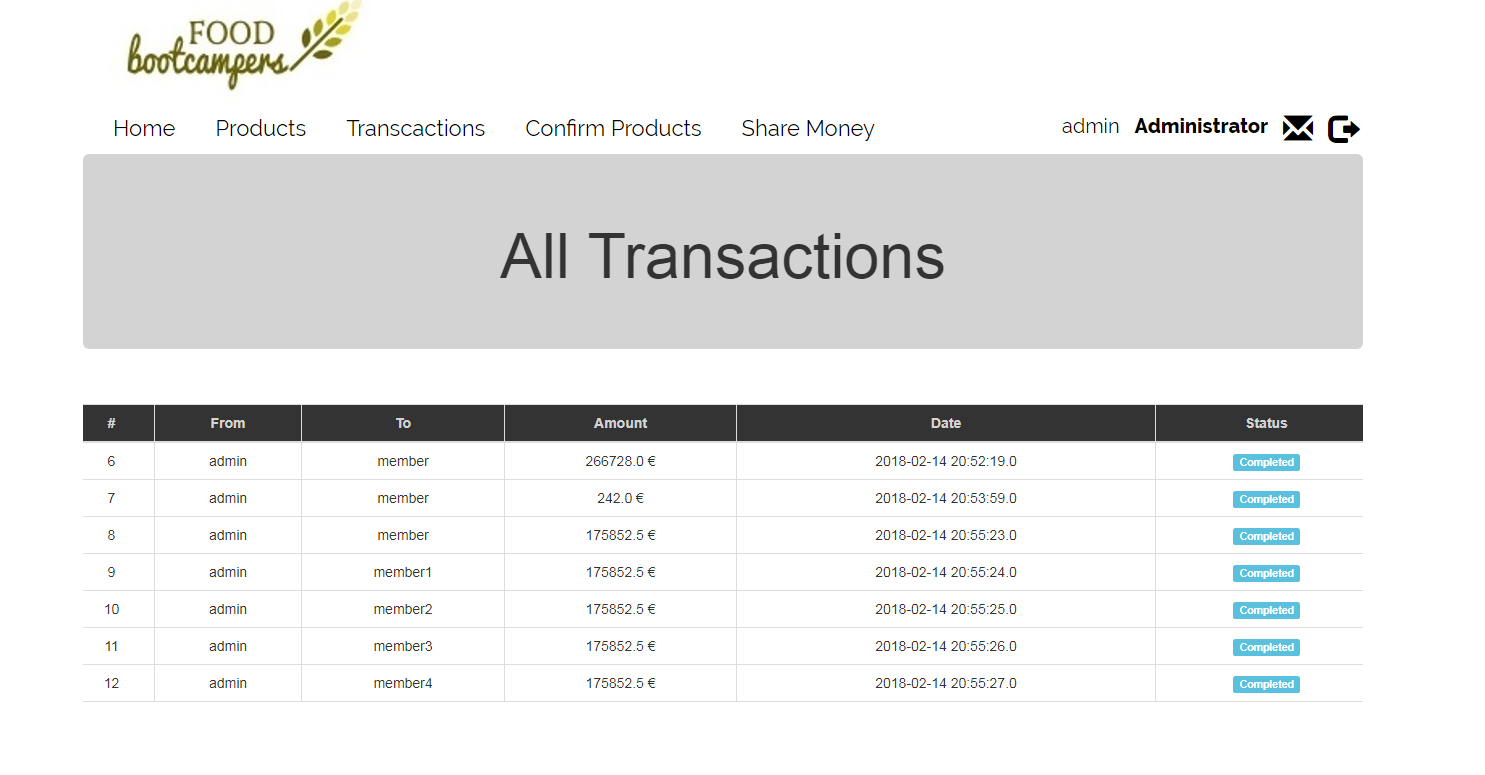 FOOD
bootcampers
Home Products Transcactions Confirm Products Share Money admin Administrator
All Transactions
# From To Amount Date Status
6 admin member 266728.0 € 2018-02-14 20:52:19.0 Completed
7 admin member 242.0 € 2018-02-14 20:53:59.0 Completed
8 admin member 175852.5 € 2018-02-14 20:55:23.0 Completed
9 admin member1 175852.5 € 2018-02-14 20:55:24.0 Completed
10 admin member2 175852.5 € 2018-02-14 20:55:25.0 Completed
11 admin member3 175852.5 € 2018-02-14 20:55:26.0 Completed
12 admin member4 175852.5 € 2018-02-14 20:55:27.0 Completed